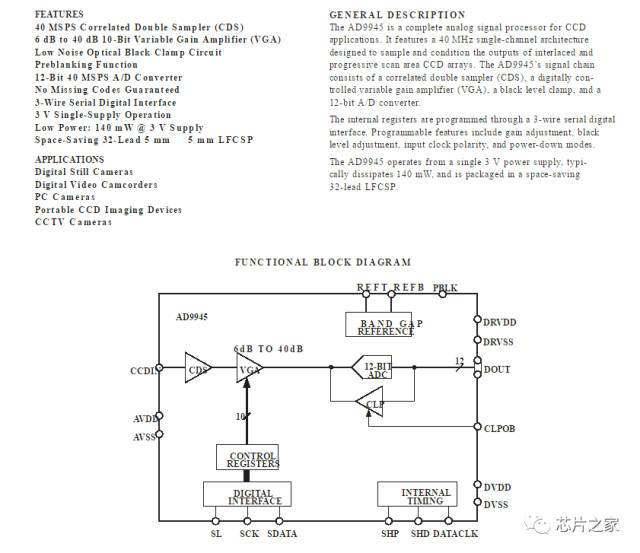 FEATURES
40 MSPS Correlated Double Sampler (CDS)
6 dB to 40 dB 10-Bit Variable Gain Amplifier (VGA)
Low Noise Optical Black Clamp Circuit
Preblanking Function
12-Bit 40 MSPS A/D Converter
No Missing Codes Guaranteed
3-Wire Serial Digital Interface
3 V Single-Supply Operation
Low Power: 140 mW @ 3 V Supply
Space-Saving 32-Lead 5 mm 5 mm LFCSP
APPLICATIONS
Digital Still Cameras
Digital Video Camcorders
PC Cameras
Portable CCD Imaging Devices
CCTV Cameras
GENERAL DESCRIPTION
The AD9945 is a complete analog signal processor for CCD
applications. It features a 40 MHz single-channel architecture
designed to sample and condition the outputs of interlaced and
progressive scan area CCD arrays. The AD9945's signal chain
consists of a correlated double sampler (CDS), a digitally con-
trolled variable gain amplifier (VGA), a black level clamp, and a
12-bit A/D converter.
The internal registers are programmed through a 3-wire serial digital
interface. Programmable features include gain adjustment, black
level adjustment, input clock polarity, and power-down modes.
The AD9945 operates from a single 3 V power supply, typi-
cally dissipates 140 mW, and is packaged in a space-saving
32-lead LFCSP.
FUNCTIONAL BLOCK DIAGRAM
REFT REFB PBLK
AD9945
BAND GAP
REFERENCE
DRVDD
DRVSS
6dB TO 40dB
CCDIN
CDS
VGA
12-BIT
ADC
12
DOUT
CLP
10
AVDD
AVSS
CLPOB
CONTROL
REGISTERS
DIGITAL
INTERFACE
INTERNAL
TIMING
DVDD
DVSS
SL SCK SDATA
SHP SHD DATACLK
芯片之家